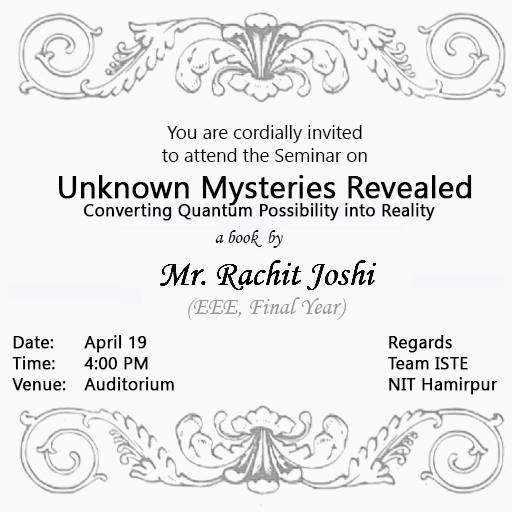 You are cordially invited
to attend the Seminar on
Unknown Mysteries Revealed
Converting Quantum Possibility into Reality
a book by
Mr. Rachit Joshi
(EEE, Final Year)
Date: April 19
Time: 4:00 PM
Venue: Auditorium
Regards
Team ISTE
NIT Hamirpur